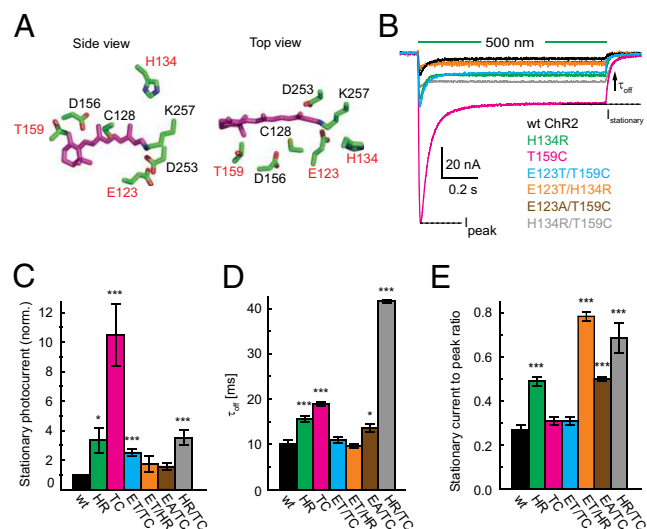 A
Side view
Top view
H134
D156
K257
T159
C128
D253
E123
D253
K257
C128
H134
T159
D156
E123
B
500 nm
τoff
Istationary
20 nA
0.2 s
Ipeak
wt ChR2
H134R
T159C
E123T/T159C
E123T/H134R
E123A/T159C
H134R/T159C
C
Stationary photocurrent (norm.)
12
10
8
6
4
2
0
*
***
***
***
wt
HR
TC
ET/TC
ET/HR
EA/TC
HR/TC
D
τoff [ms]
40
30
20
10
0
***
***
*
***
wt
HR
TC
ET/TC
ET/HR
EA/TC
HR/TC
E
Stationary current to peak ratio
0.8
0.6
0.4
0.2
0.0
***
***
***
***
wt
HR
TC
ET/TC
ET/HR
EA/TC
HR/TC